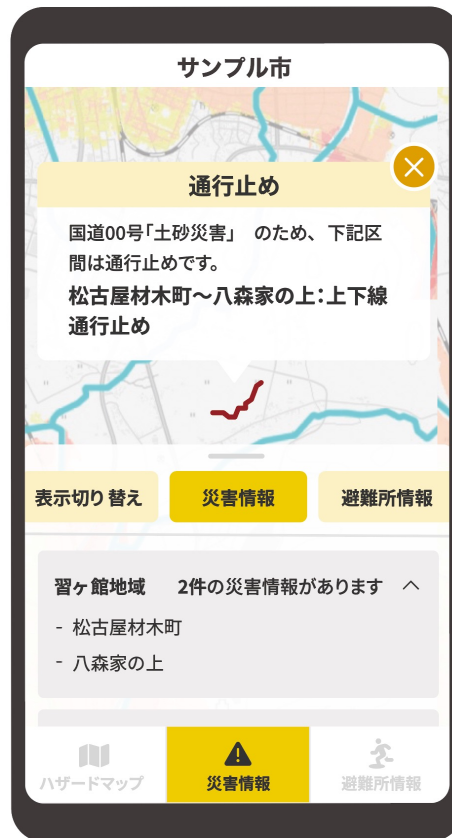 サンプル市
通行止め
国道00号「土砂災害」 のため、下記区
間は通行止めです。
松古屋材木町〜八森家の上：上下線
通行止め
表示切り替え 災害情報 避難所情報
習ヶ館地域 2件の災害情報があります
- 松古屋材木町
- 八森家の上
ハザードマップ 災害情報 避難所情報